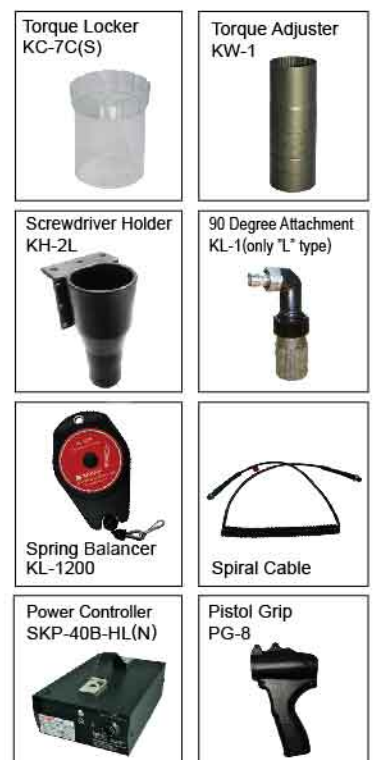 Torque Locker
KC-7C(S)
Torque Adjuster
KW-1
Screwdriver Holder
KH-2L
90 Degree Attachment
KL-1(only "L" type)
Spring Balancer
KL-1200
Spiral Cable
Power Controller
SKP-40B-HL(N)
Pistol Grip
PG-8